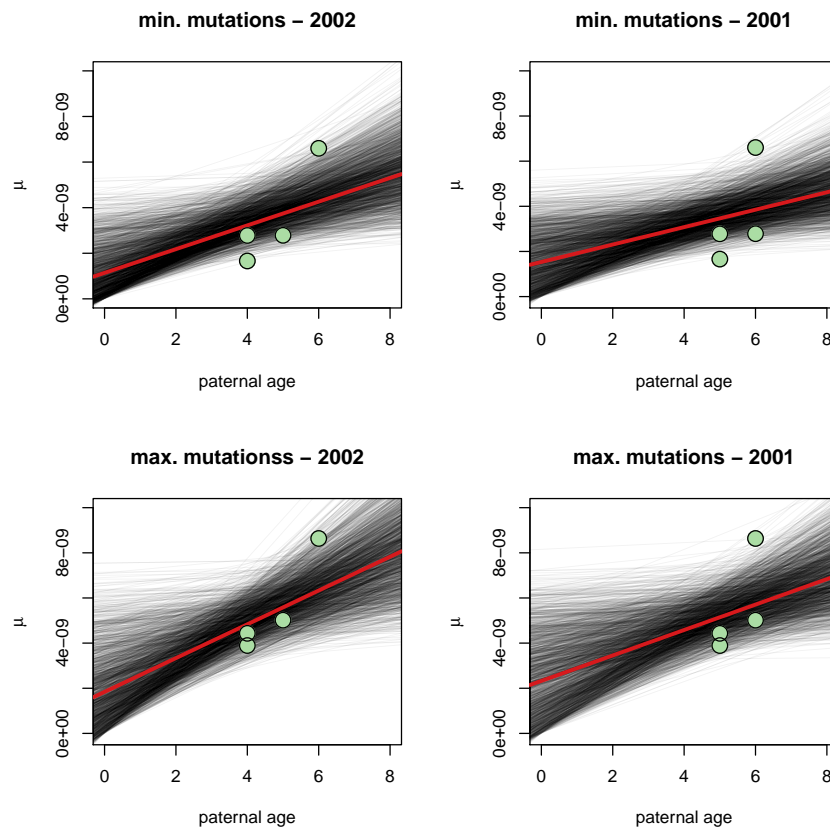 min. mutations − 2002
μ
0e+00 4e−09 8e−09
0 2 4 6 8
paternal age
min. mutations − 2001
μ
0e+00 4e−09 8e−09
0 2 4 6 8
paternal age
max. mutationss − 2002
μ
0e+00 4e−09 8e−09
0 2 4 6 8
paternal age
max. mutations − 2001
μ
0e+00 4e−09 8e−09
0 2 4 6 8
paternal age